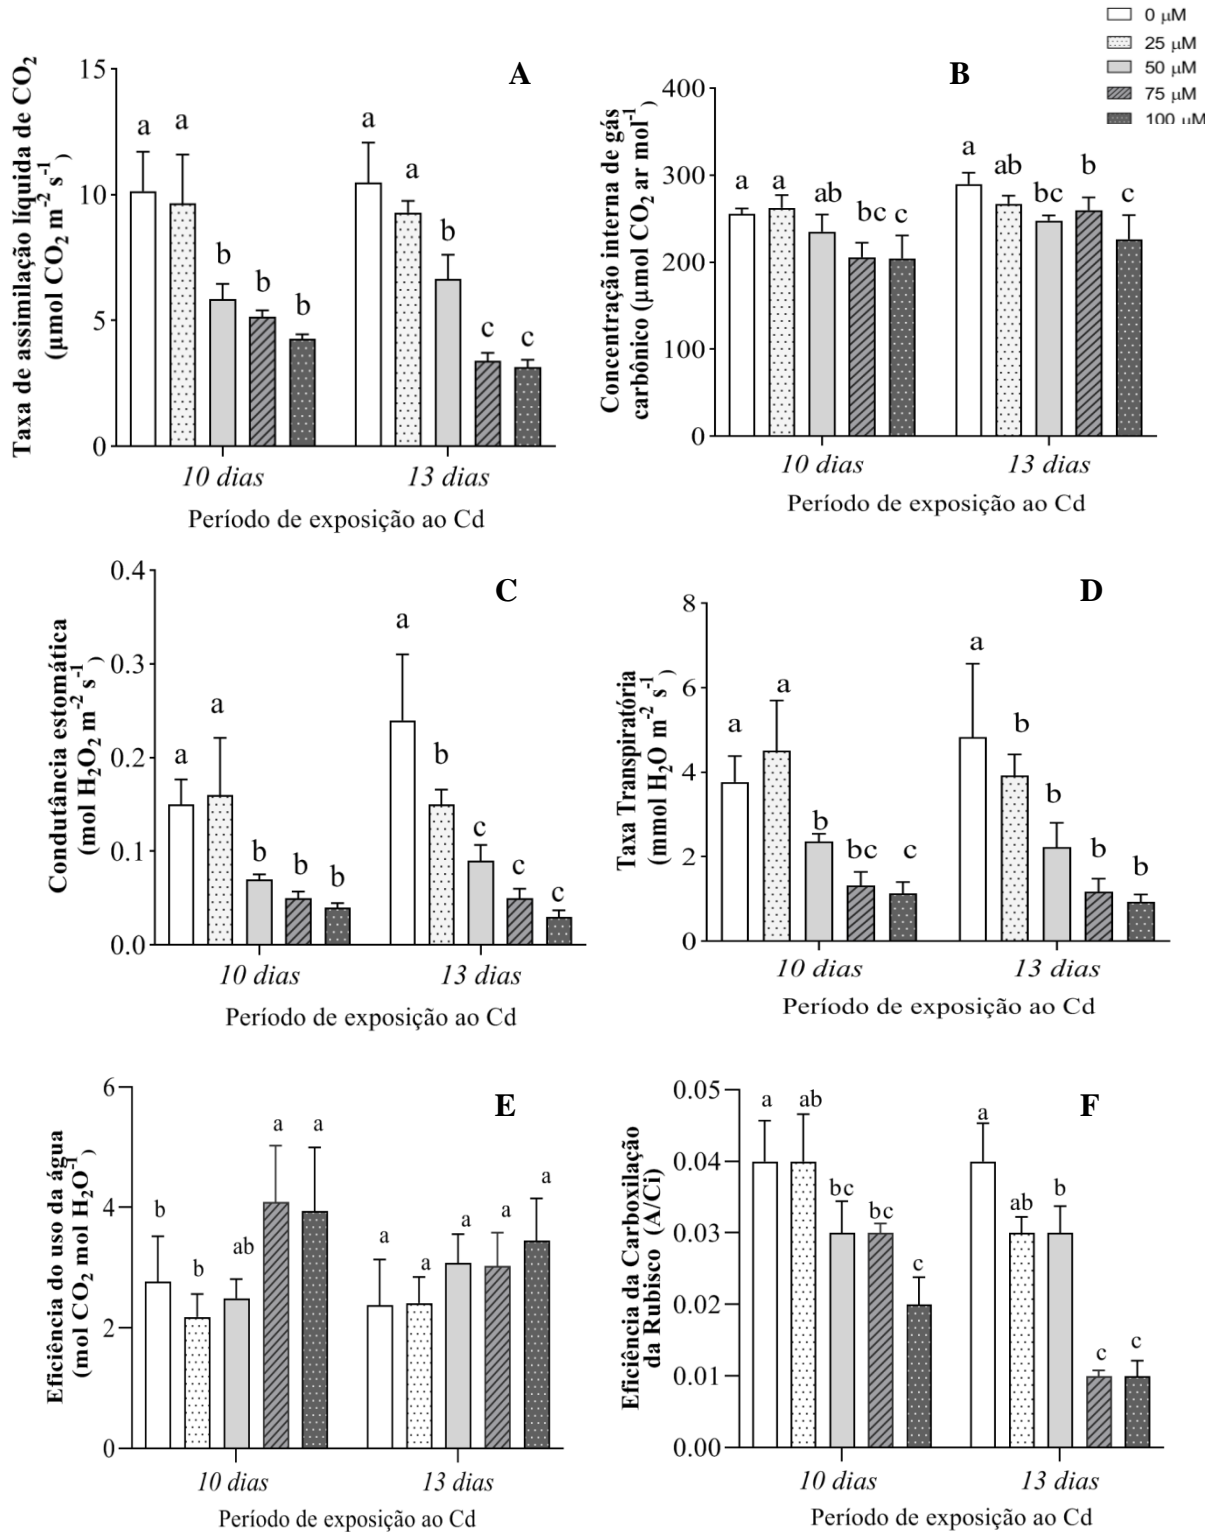 0 µM
25 µM
50 µM
75 µM
100 µM
A
Taxa de assimilação líquida de CO₂
(µmol CO₂ m⁻² s⁻¹)
15
10
5
0
a a b b b
a a b c c
10 dias 13 dias
Período de exposição ao Cd
B
Concentração interna de gás
carbônico (µmol CO₂ ar mol⁻¹)
400
300
200
100
0
a a ab bc c
a ab bc b c
10 dias 13 dias
Período de exposição ao Cd
C
Condutância estomática
(mol H₂O₂ m⁻² s⁻¹)
0.4
0.3
0.2
0.1
0.0
a a b b b
a b c c c
10 dias 13 dias
Período de exposição ao Cd
D
Taxa Transpiratória
(mmol H₂O m⁻² s⁻¹)
8
6
4
2
0
a a b bc c
a b b b b
10 dias 13 dias
Período de exposição ao Cd
E
Eficiência do uso da água
(mol CO₂ mol H₂O⁻¹)
6
4
2
0
b b ab a a
a a a a a
10 dias 13 dias
Período de exposição ao Cd
F
Eficiência da Carboxilação
da Rubisco (A/Ci)
0.05
0.04
0.03
0.02
0.01
0.00
a ab bc bc c
a ab b c c
10 dias 13 dias
Período de exposição ao Cd